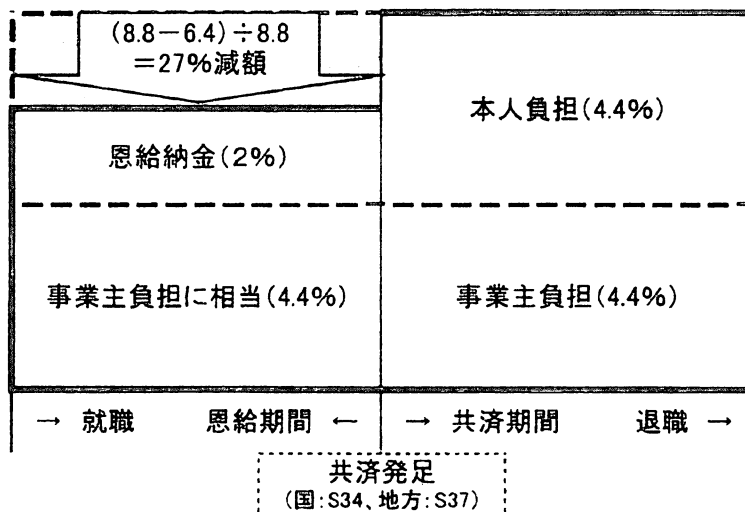 (8.8-6.4)÷8.8
=27%減額
本人負担(4.4%)
恩給納金(2%)
事業主負担に相当(4.4%)
事業主負担(4.4%)
→ 就職 恩給期間 ←
→ 共済期間 退職 →
共済発足
(国:S34、地方:S37)